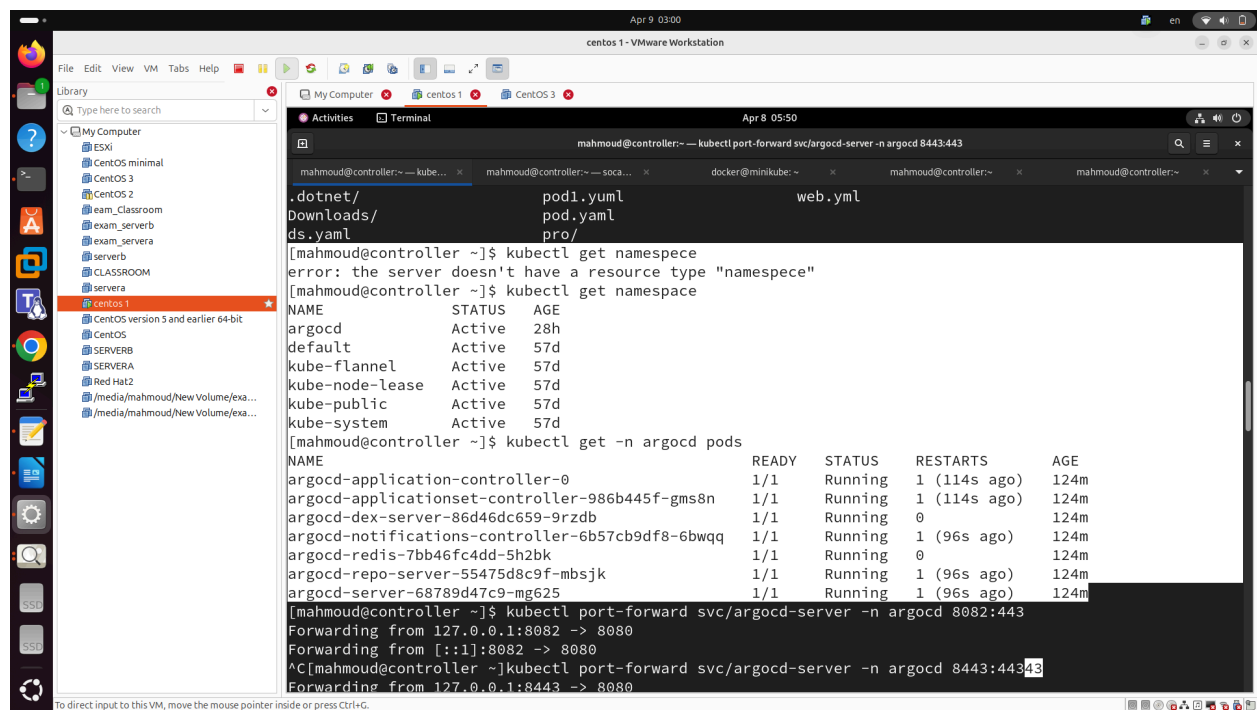 Apr 9 03:00
en
centos 1 - VMware Workstation
File Edit View VM Tabs Help
Library
Type here to search
My Computer
ESXi
CentOS minimal
CentOS 3
CentOS 2
eam_Classroom
exam_serverb
exam_servera
serverb
CLASSROOM
servera
centos 1
CentOS version 5 and earlier 64-bit
CentOS
SERVERB
SERVERA
Red Hat2
/media/mahmoud/New Volume/exa...
/media/mahmoud/New Volume/exa...
My Computer centos 1 CentOS 3
Activities Terminal Apr 8 05:50
mahmoud@controller:~ — kubectl port-forward svc/argocd-server -n argocd 8443:443
mahmoud@controller:~ — kube... mahmoud@controller:~ — soca... docker@minikube: ~ mahmoud@controller:~ mahmoud@controller:~
.dotnet/ pod1.yuml web.yml
Downloads/ pod.yaml
ds.yaml pro/
[mahmoud@controller ~]$ kubectl get namespece
error: the server doesn't have a resource type "namespece"
[mahmoud@controller ~]$ kubectl get namespace
NAME STATUS AGE
argocd Active 28h
default Active 57d
kube-flannel Active 57d
kube-node-lease Active 57d
kube-public Active 57d
kube-system Active 57d
[mahmoud@controller ~]$ kubectl get -n argocd pods
NAME READY STATUS RESTARTS AGE
argocd-application-controller-0 1/1 Running 1 (114s ago) 124m
argocd-applicationset-controller-986b445f-gms8n 1/1 Running 1 (114s ago) 124m
argocd-dex-server-86d46dc659-9rzdb 1/1 Running 0 124m
argocd-notifications-controller-6b57cb9df8-6bwqq 1/1 Running 1 (96s ago) 124m
argocd-redis-7bb46fc4dd-5h2bk 1/1 Running 0 124m
argocd-repo-server-55475d8c9f-mbsjk 1/1 Running 1 (96s ago) 124m
argocd-server-68789d47c9-mg625 1/1 Running 1 (96s ago) 124m
[mahmoud@controller ~]$ kubectl port-forward svc/argocd-server -n argocd 8082:443
Forwarding from 127.0.0.1:8082 -> 8080
Forwarding from [::1]:8082 -> 8080
^C[mahmoud@controller ~]kubectl port-forward svc/argocd-server -n argocd 8443:44343
Forwarding from 127.0.0.1:8443 -> 8080
To direct input to this VM, move the mouse pointer inside or press Ctrl+G.